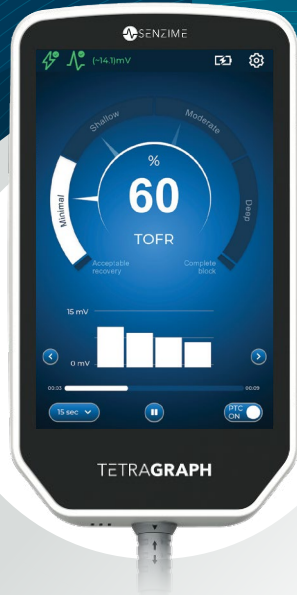 SENZIME
(~14.1)mV
Shallow
Moderate
Minimal
Deep
%
60
TOFR
Acceptable
recovery
Complete
block
15 mV
0 mV
00:03
00:09
15 sec
PTC
ON
TETRAGRAPH